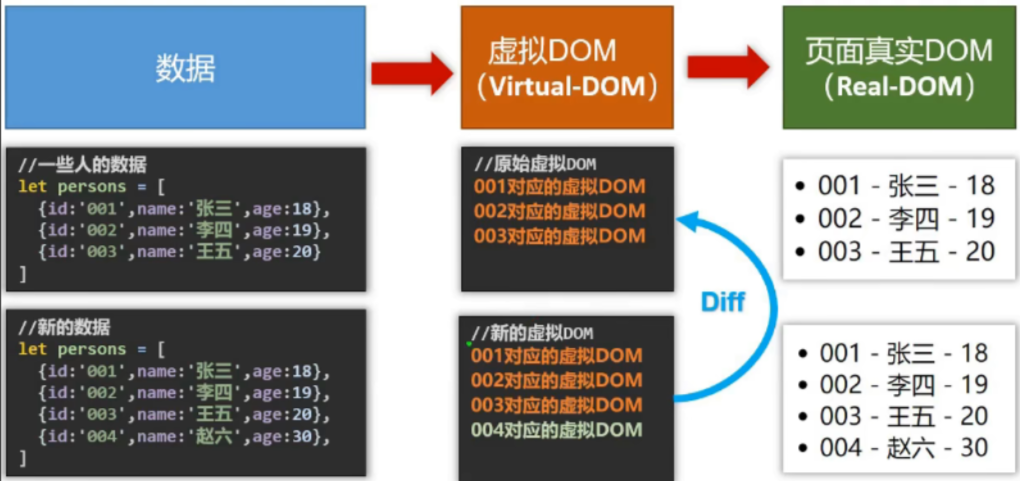 数据
虚拟DOM
（Virtual-DOM）
页面真实DOM
（Real-DOM）
//一些人的数据
let persons = [
{id:'001',name:'张三',age:18},
{id:'002',name:'李四',age:19},
{id:'003',name:'王五',age:20}
]
//原始虚拟DOM
001对应的虚拟DOM
002对应的虚拟DOM
003对应的虚拟DOM
• 001 - 张三 - 18
• 002 - 李四 - 19
• 003 - 王五 - 20
Diff
//新的数据
let persons = [
{id:'001',name:'张三',age:18},
{id:'002',name:'李四',age:19},
{id:'003',name:'王五',age:20},
{id:'004',name:'赵六',age:30},
]
//新的虚拟DOM
001对应的虚拟DOM
002对应的虚拟DOM
003对应的虚拟DOM
004对应的虚拟DOM
• 001 - 张三 - 18
• 002 - 李四 - 19
• 003 - 王五 - 20
• 004 - 赵六 - 30